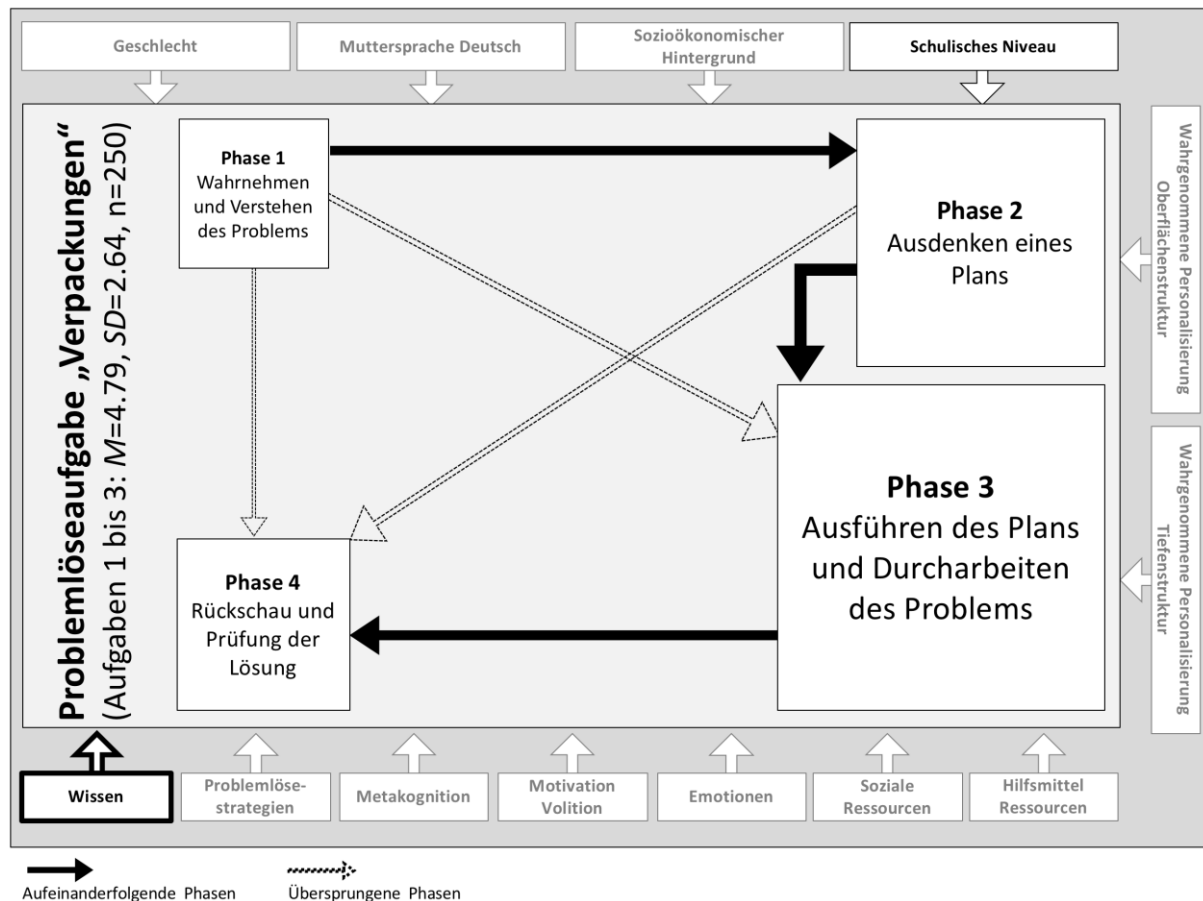 Geschlecht
Muttersprache Deutsch
Sozioökonomischer
Hintergrund
Schulisches Niveau
Problemlöseaufgabe „Verpackungen“
(Aufgaben 1 bis 3: M=4.79, SD=2.64, n=250)
Phase 1
Wahrnehmen
und Verstehen
des Problems
Phase 2
Ausdenken eines
Plans
Phase 3
Ausführen des Plans
und Durcharbeiten
des Problems
Phase 4
Rückschau und
Prüfung der
Lösung
Wahrgenommene Personalisierung
Oberflächenstruktur
Wahrgenommene Personalisierung
Tiefenstruktur
Wissen
Problemlöse-
strategien
Metakognition
Motivation
Volition
Emotionen
Soziale
Ressourcen
Hilfsmittel
Ressourcen
Aufeinanderfolgende Phasen
Übersprungene Phasen